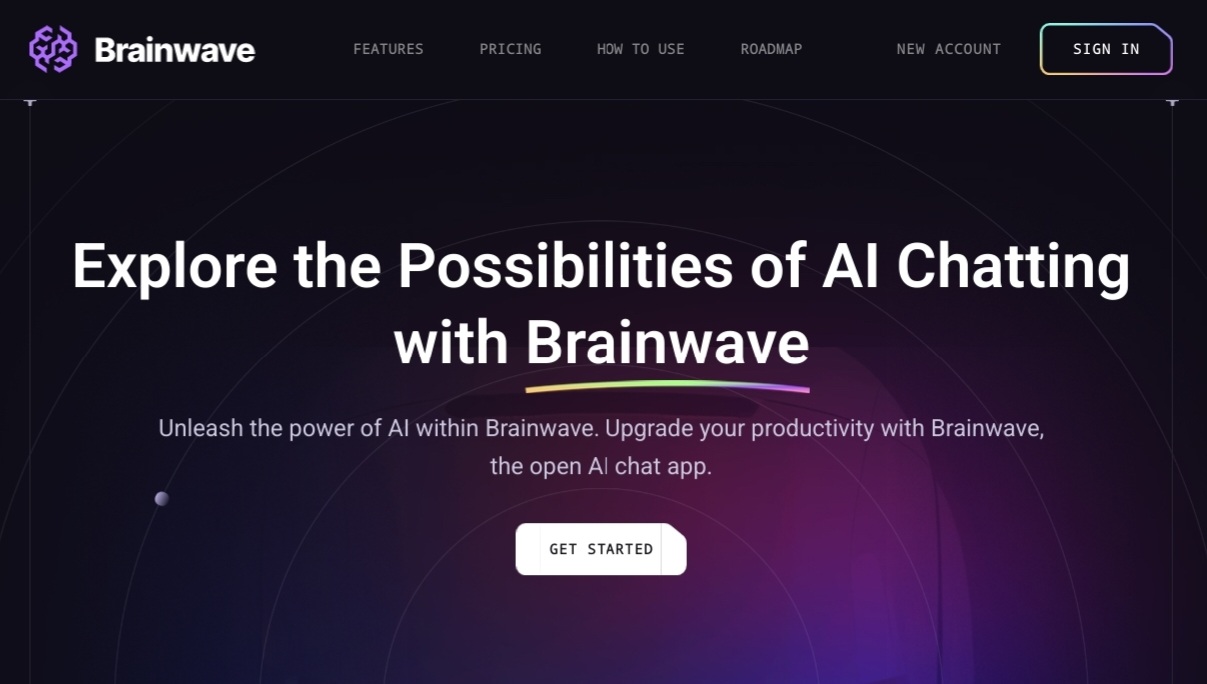 Brainwave
FEATURES
PRICING
HOW TO USE
ROADMAP
NEW ACCOUNT
SIGN IN
Explore the Possibilities of AI Chatting
with Brainwave
Unleash the power of AI within Brainwave. Upgrade your productivity with Brainwave,
the open AI chat app.
GET STARTED